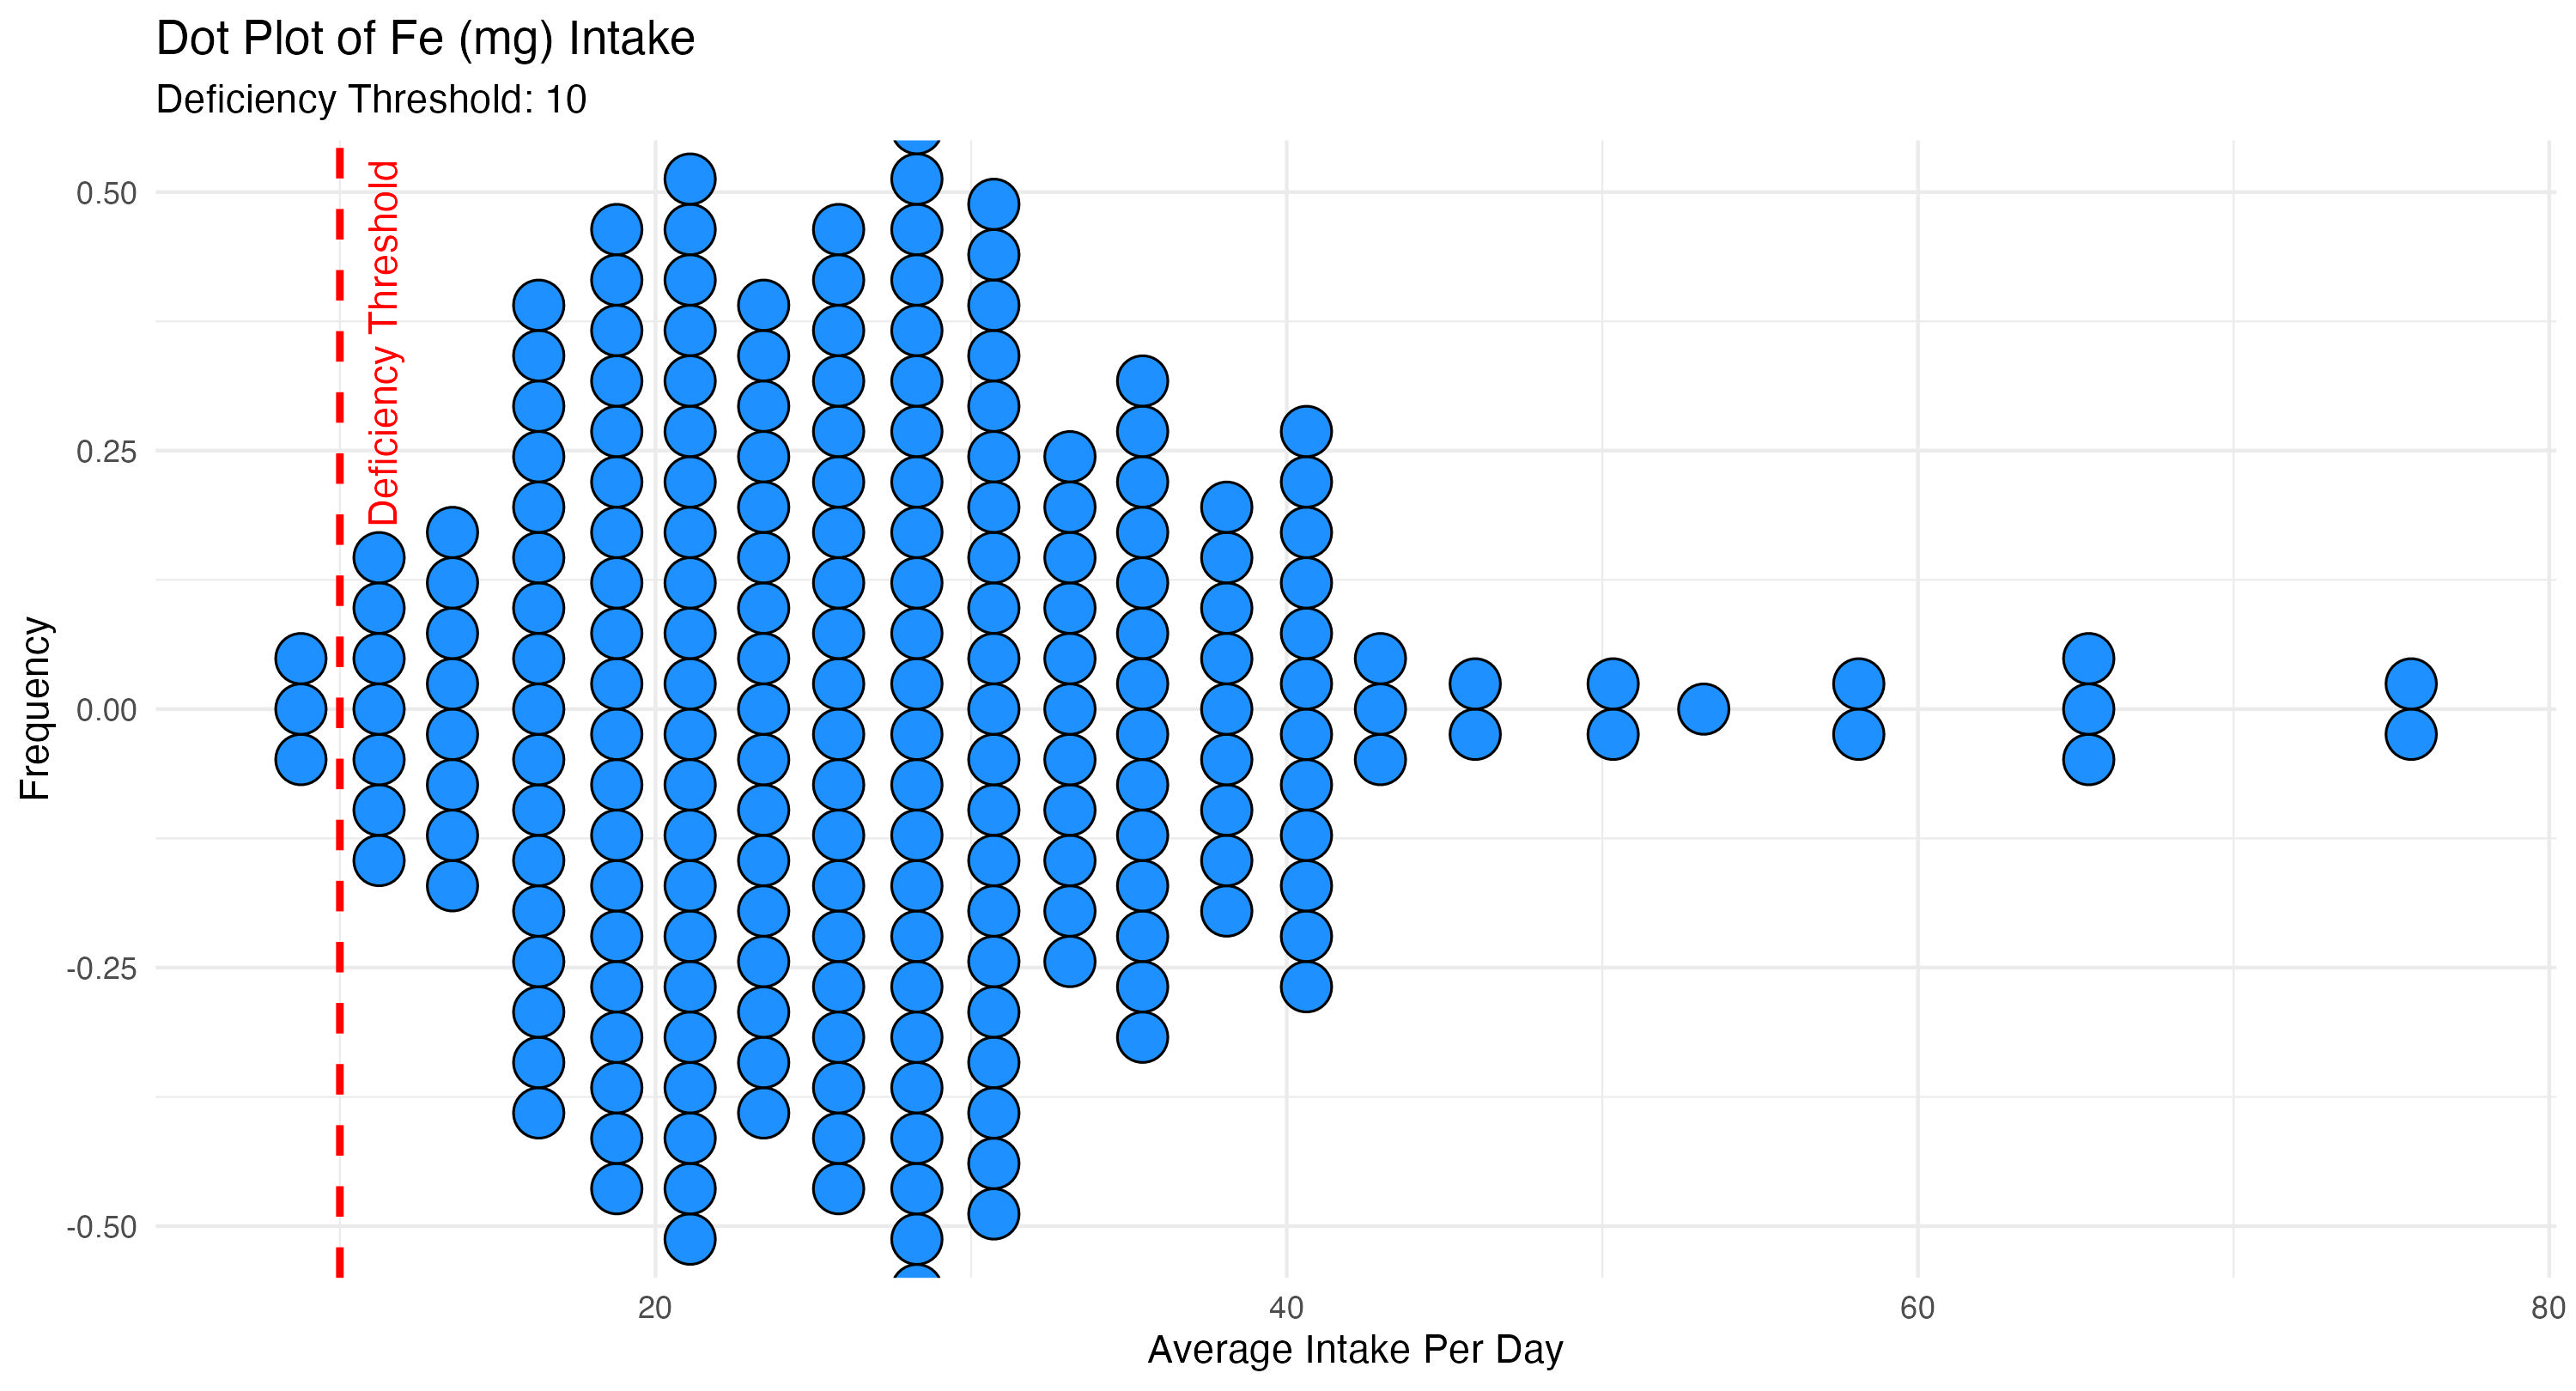 Dot Plot of Fe (mg) Intake
Deficiency Threshold: 10
Deficiency Threshold
0.50
0.25
0.00
-0.25
-0.50
Frequency
20
40
60
80
Average Intake Per Day